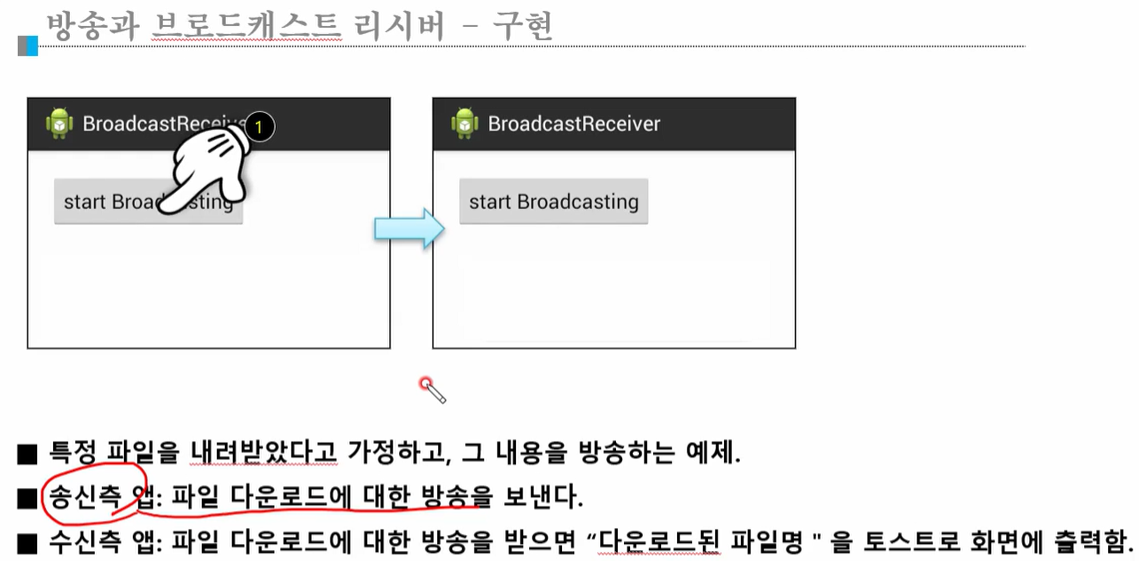 방송과 브로드캐스트 리시버 - 구현
BroadcastReceiver
1
BroadcastReceiver
start Broadcasting
start Broadcasting
■ 특정 파일을 내려받았다고 가정하고, 그 내용을 방송하는 예제.
■ 송신측 앱: 파일 다운로드에 대한 방송을 보낸다.
■ 수신측 앱: 파일 다운로드에 대한 방송을 받으면 “다운로드된 파일명 " 을 토스트로 화면에 출력함.